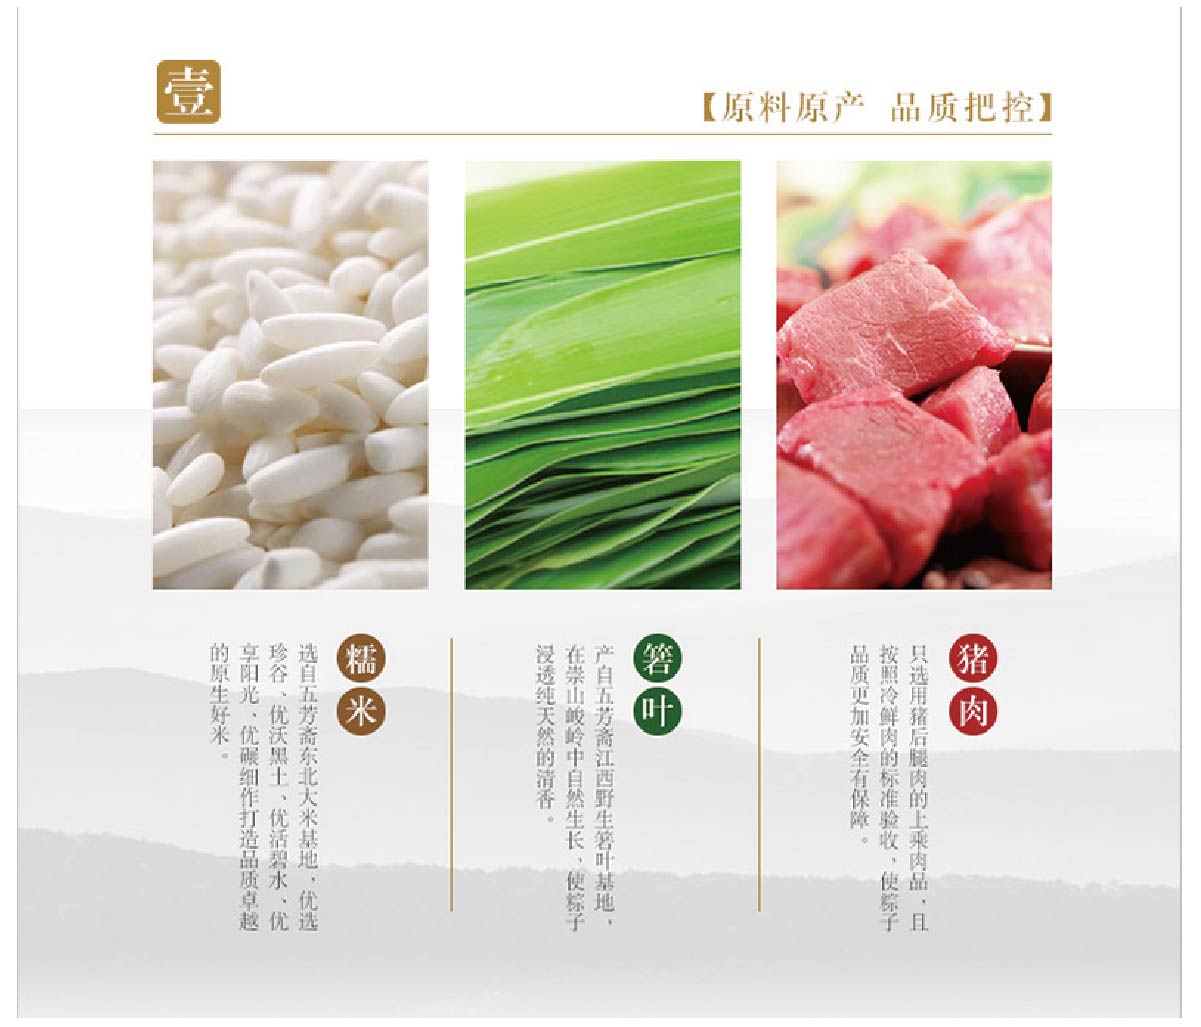 壹
【原料原产 品质把控】
糯米
选自五芳斋东北大米基地，优选
珍谷、优沃黑土、优活碧水、优
享阳光、优碾细作打造品质卓越
的原生好米。
箬叶
产自五芳斋江西野生箬叶基地，
在崇山峻岭中自然生长，使粽子
浸透纯天然的清香。
猪肉
只选用猪后腿肉的上乘肉品，且
按照冷鲜肉的标准验收，使粽子
品质更加安全有保障。